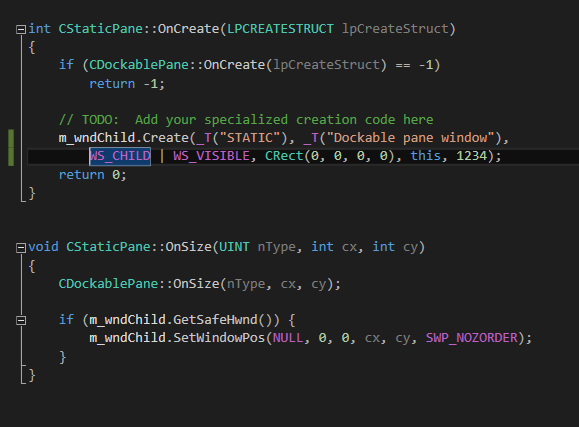 int CStaticPane::OnCreate(LPCREATESTRUCT lpCreateStruct)
{
    if (CDockablePane::OnCreate(lpCreateStruct) == -1)
        return -1;

    // TODO:  Add your specialized creation code here
    m_wndChild.Create(_T("STATIC"), _T("Dockable pane window"),
        WS_CHILD | WS_VISIBLE, CRect(0, 0, 0, 0), this, 1234);
    return 0;
}

void CStaticPane::OnSize(UINT nType, int cx, int cy)
{
    CDockablePane::OnSize(nType, cx, cy);

    if (m_wndChild.GetSafeHwnd()) {
        m_wndChild.SetWindowPos(NULL, 0, 0, cx, cy, SWP_NOZORDER);
    }
}